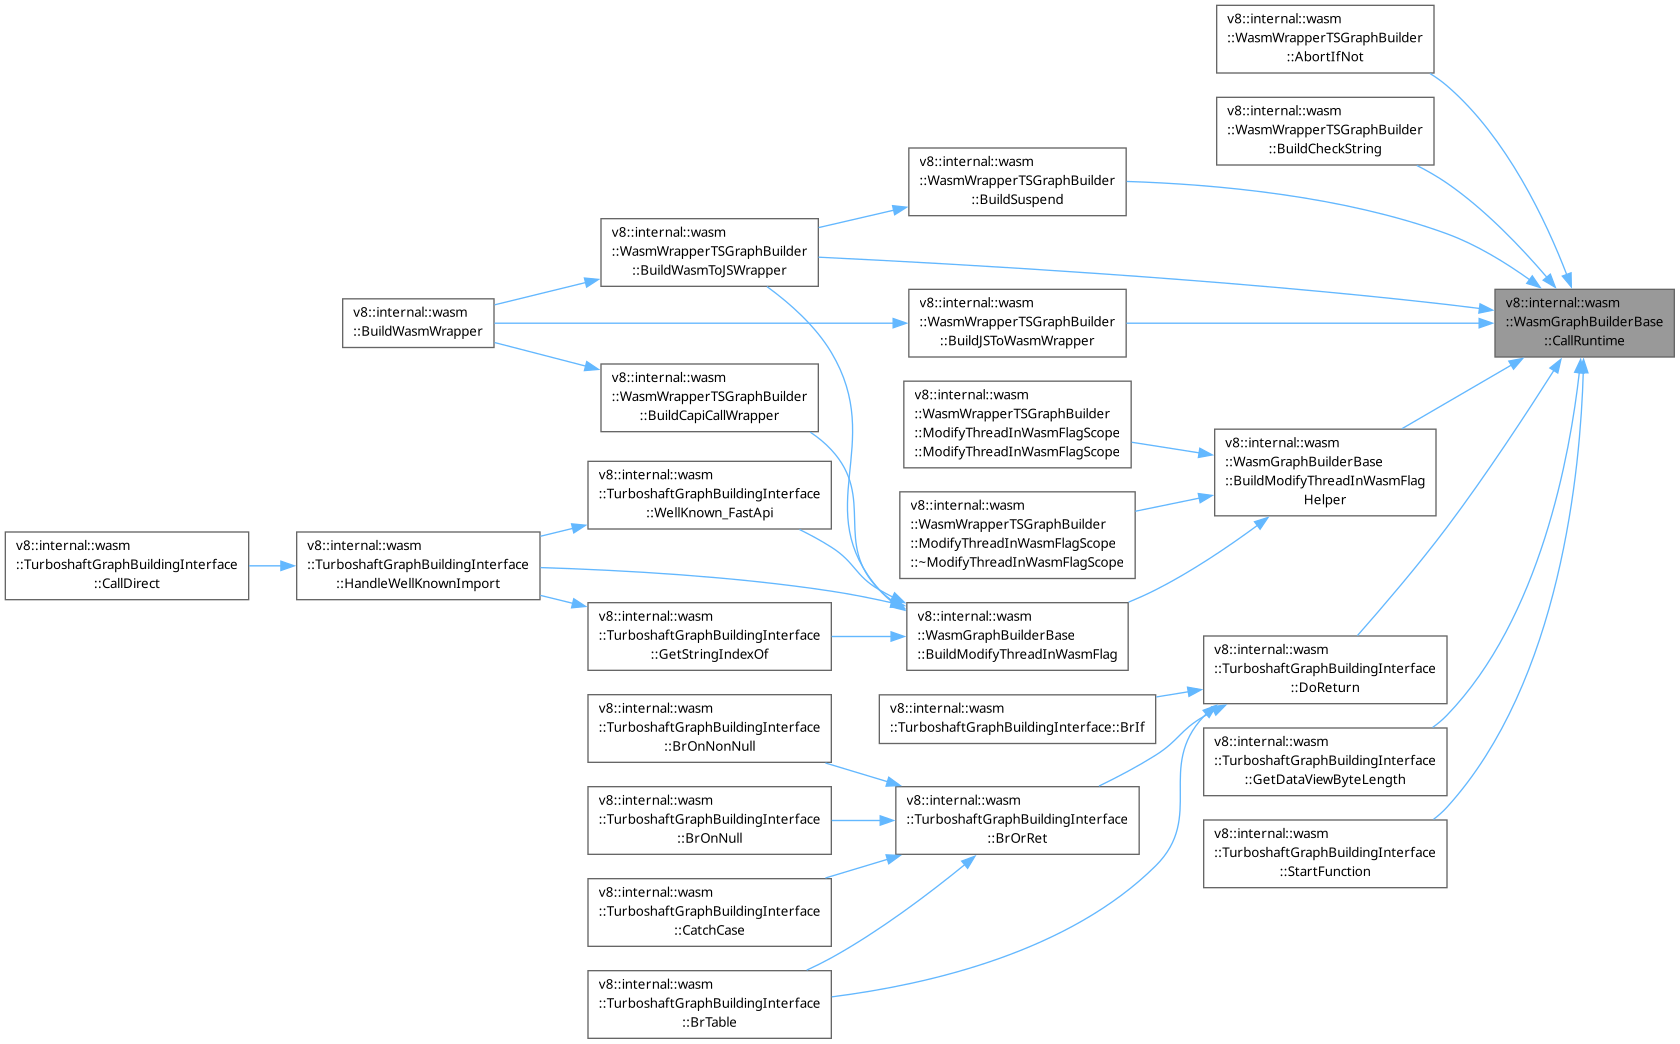 v8::internal::wasm
::WasmWrapperTSGraphBuilder
::AbortIfNot
v8::internal::wasm
::WasmWrapperTSGraphBuilder
::BuildCheckString
v8::internal::wasm
::WasmWrapperTSGraphBuilder
::BuildSuspend
v8::internal::wasm
::WasmWrapperTSGraphBuilder
::BuildWasmToJSWrapper
v8::internal::wasm
::BuildWasmWrapper
v8::internal::wasm
::WasmWrapperTSGraphBuilder
::BuildJSToWasmWrapper
v8::internal::wasm
::WasmGraphBuilderBase
::CallRuntime
v8::internal::wasm
::WasmWrapperTSGraphBuilder
::BuildCapiCallWrapper
v8::internal::wasm
::WasmWrapperTSGraphBuilder
::ModifyThreadInWasmFlagScope
::ModifyThreadInWasmFlagScope
v8::internal::wasm
::WasmGraphBuilderBase
::BuildModifyThreadInWasmFlag
Helper
v8::internal::wasm
::TurboshaftGraphBuildingInterface
::WellKnown_FastApi
v8::internal::wasm
::WasmWrapperTSGraphBuilder
::ModifyThreadInWasmFlagScope
::~ModifyThreadInWasmFlagScope
v8::internal::wasm
::TurboshaftGraphBuildingInterface
::CallDirect
v8::internal::wasm
::TurboshaftGraphBuildingInterface
::HandleWellKnownImport
v8::internal::wasm
::TurboshaftGraphBuildingInterface
::GetStringIndexOf
v8::internal::wasm
::WasmGraphBuilderBase
::BuildModifyThreadInWasmFlag
v8::internal::wasm
::TurboshaftGraphBuildingInterface
::DoReturn
v8::internal::wasm
::TurboshaftGraphBuildingInterface::BrIf
v8::internal::wasm
::TurboshaftGraphBuildingInterface
::BrOnNonNull
v8::internal::wasm
::TurboshaftGraphBuildingInterface
::GetDataViewByteLength
v8::internal::wasm
::TurboshaftGraphBuildingInterface
::BrOnNull
v8::internal::wasm
::TurboshaftGraphBuildingInterface
::BrOrRet
v8::internal::wasm
::TurboshaftGraphBuildingInterface
::StartFunction
v8::internal::wasm
::TurboshaftGraphBuildingInterface
::CatchCase
v8::internal::wasm
::TurboshaftGraphBuildingInterface
::BrTable